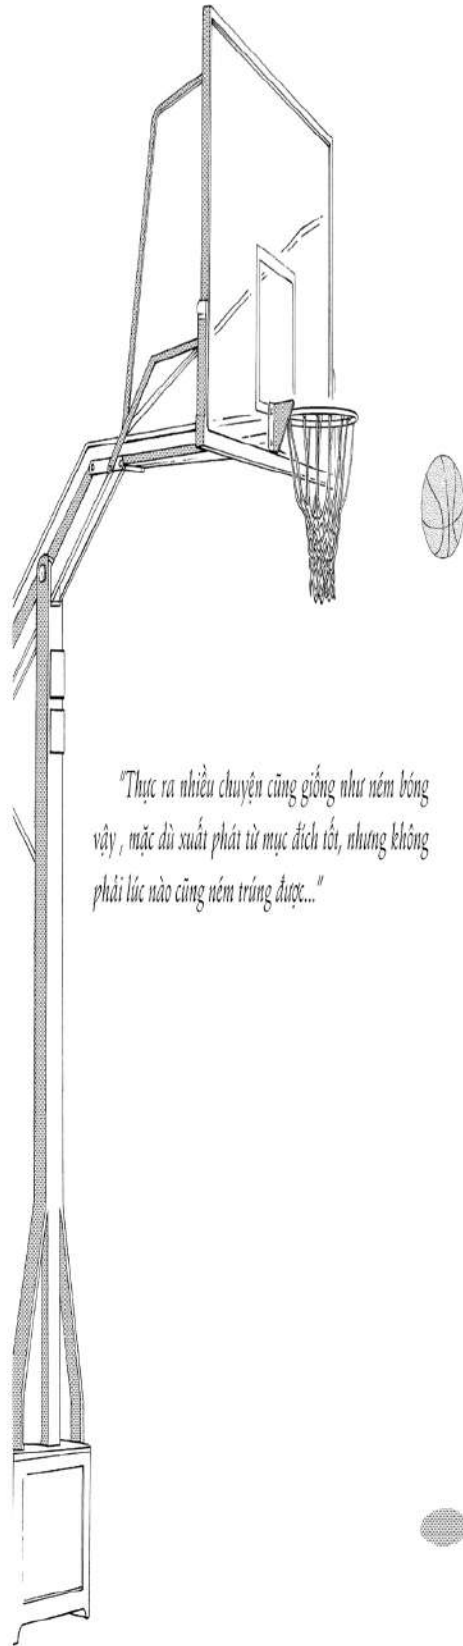 "Thực ra nhiều chuyện cũng giống như ném bóng
vậy , mặc dù xuất phát từ mục đích tốt, nhưng không
phải lúc nào cũng ném trúng được..."